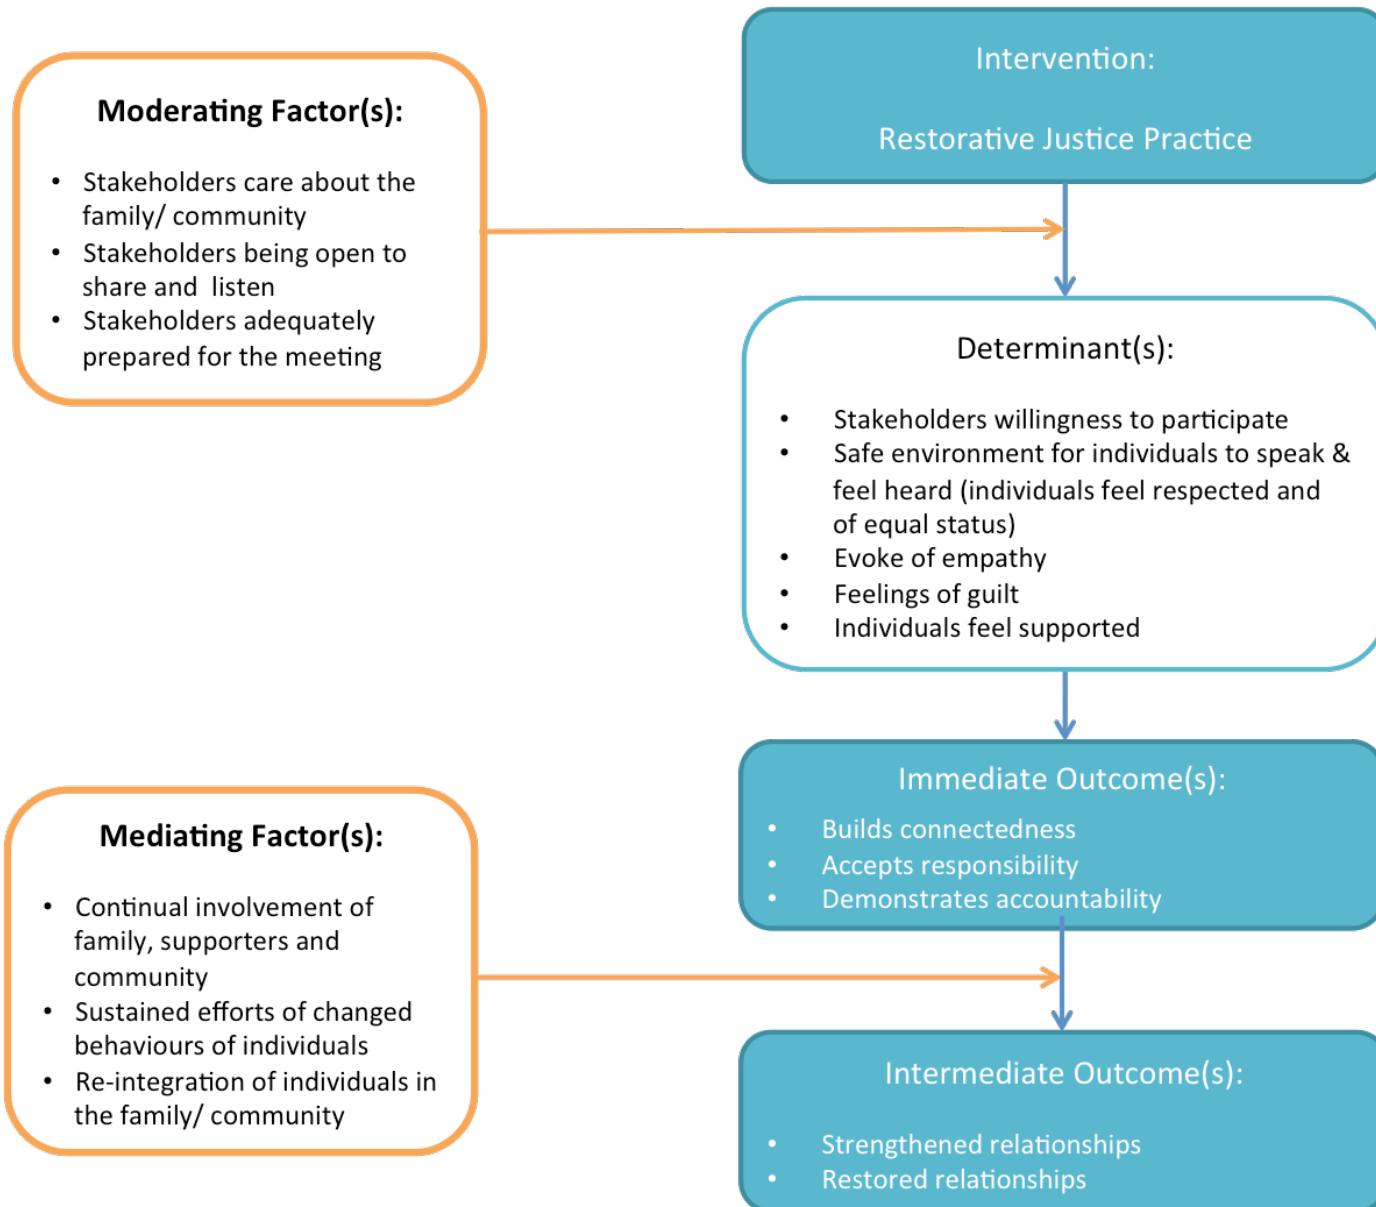 Intervention:
Restorative Justice Practice
Moderating Factor(s):
• Stakeholders care about the
family/ community
• Stakeholders being open to
share and  listen
• Stakeholders adequately
prepared for the meeting
Determinant(s):
• Stakeholders willingness to participate
• Safe environment for individuals to speak &
feel heard (individuals feel respected and
of equal status)
• Evoke of empathy
• Feelings of guilt
• Individuals feel supported
Immediate Outcome(s):
• Builds connectedness
• Accepts responsibility
• Demonstrates accountability
Mediating Factor(s):
• Continual involvement of
family, supporters and
community
• Sustained efforts of changed
behaviours of individuals
• Re-integration of individuals in
the family/ community
Intermediate Outcome(s):
• Strengthened relationships
• Restored relationships